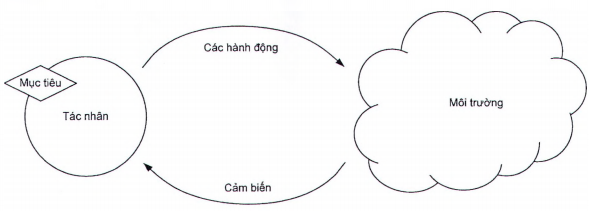 Các hành động
Mục tiêu
Tác nhân
Môi trường
Cảm biến